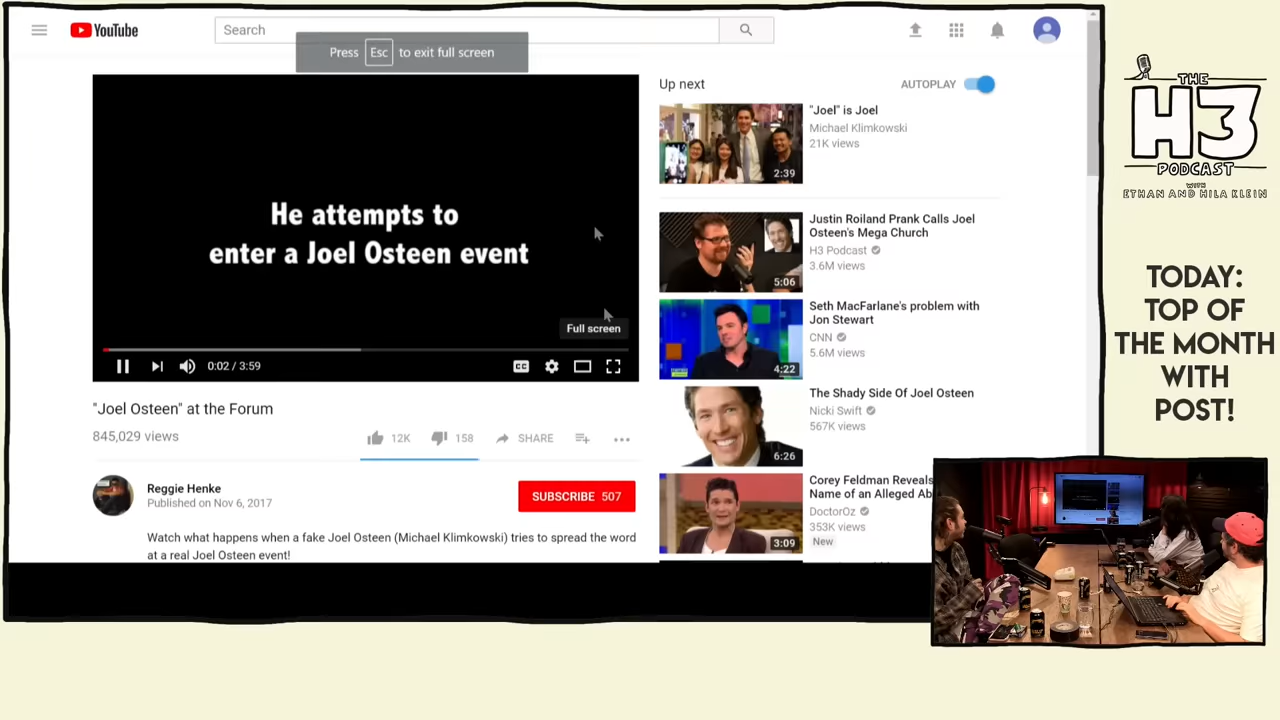 YouTube
Search
Press Esc to exit full screen
He attempts to
enter a Joel Osteen event
Full screen
0:02 / 3:59
CC
"Joel Osteen" at the Forum
845,029 views
12K
158
SHARE
Reggie Henke
Published on Nov 6, 2017
SUBSCRIBE 507
Watch what happens when a fake Joel Osteen (Michael Klimkowski) tries to spread the word
at a real Joel Osteen event!
Up next
AUTOPLAY
"Joel" is Joel
Michael Klimkowski
21K views
2:39
Justin Roiland Prank Calls Joel
Osteen's Mega Church
H3 Podcast
3.6M views
5:06
Seth MacFarlane's problem with
Jon Stewart
CNN
5.6M views
4:22
The Shady Side Of Joel Osteen
Nicki Swift
567K views
6:26
Corey Feldman Reveals
Name of an Alleged Ab
DoctorOz
353K views
New
3:09
THE
H3
PODCAST
WITH
ETHAN AND HILA KLEIN
TODAY:
TOP OF
THE MONTH
WITH
POST!